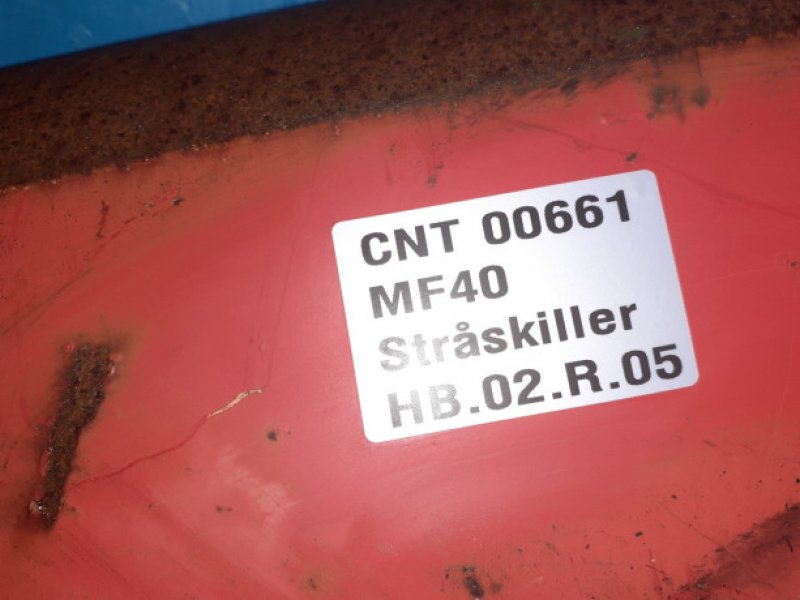 CNT 00661
MF40
Stråskiller
HB.02.R.05